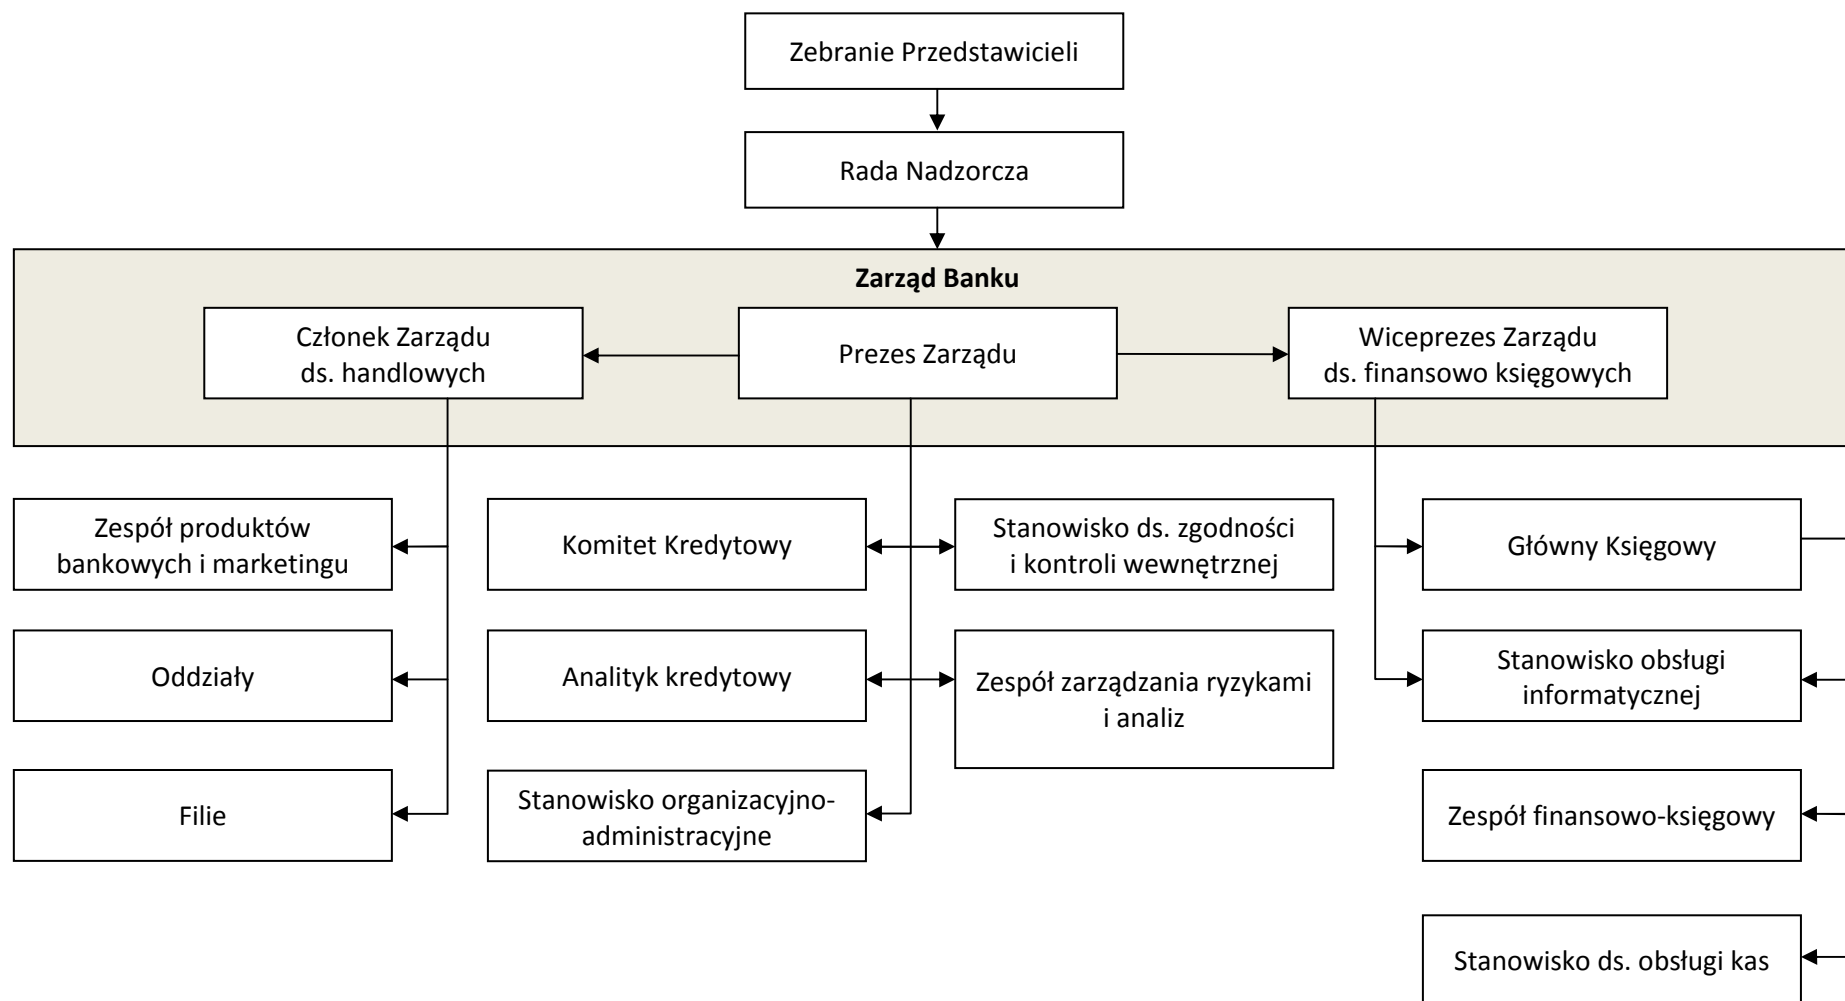 Zebranie Przedstawicieli
Rada Nadzorcza
Zarząd Banku
Członek Zarządu
ds. handlowych
Prezes Zarządu
Wiceprezes Zarządu
ds. finansowo księgowych
Zespół produktów
bankowych i marketingu
Komitet Kredytowy
Stanowisko ds. zgodności
i kontroli wewnętrznej
Główny Księgowy
Oddziały
Analityk kredytowy
Zespół zarządzania ryzykami
i analiz
Stanowisko obsługi
informatycznej
Filie
Stanowisko organizacyjno-
administracyjne
Zespół finansowo-księgowy
Stanowisko ds. obsługi kas